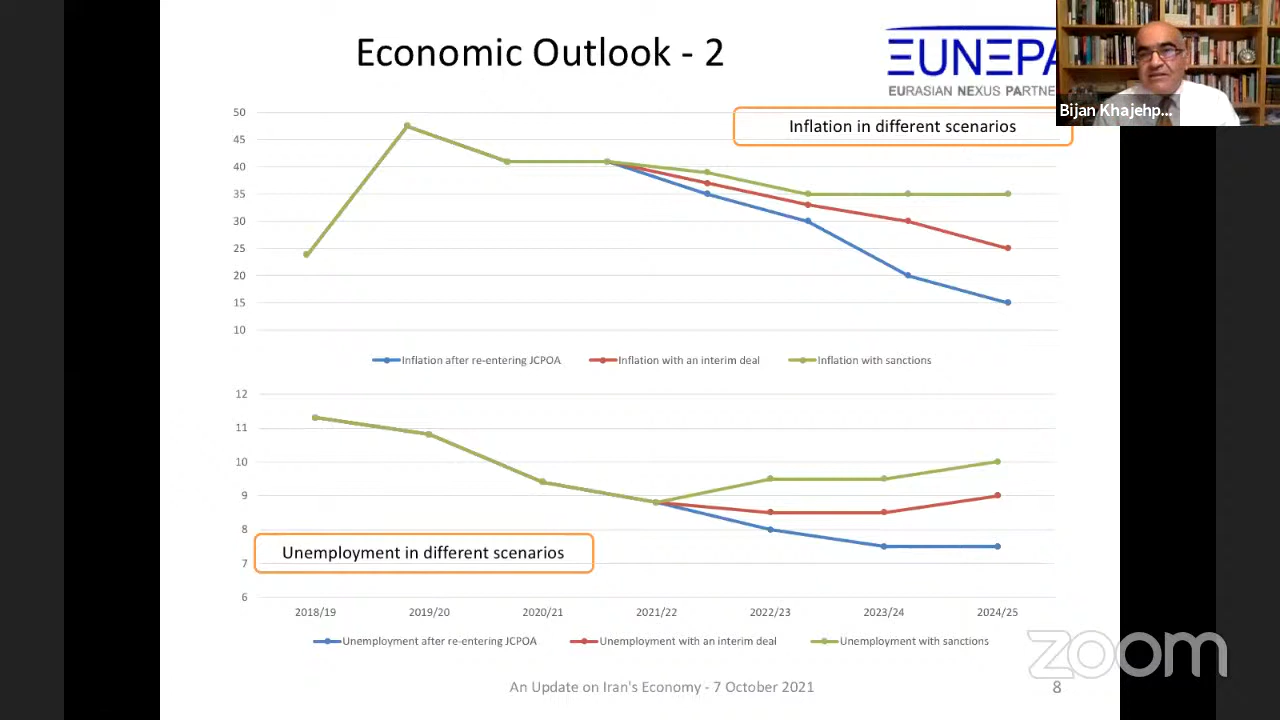 Economic Outlook - 2
EUNEPA
EURASIAN NEXUS PARTNE
Bijan Khajehp...
Inflation in different scenarios
50
45
40
35
30
25
20
15
10
Inflation after re-entering JCPOA
Inflation with an interim deal
Inflation with sanctions
12
11
10
9
8
7
6
Unemployment in different scenarios
2018/19
2019/20
2020/21
2021/22
2022/23
2023/24
2024/25
Unemployment after re-entering JCPOA
Unemployment with an interim deal
Unemployment with sanctions
zoom
An Update on Iran's Economy - 7 October 2021
8